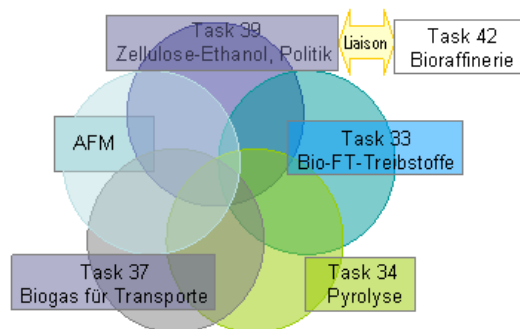 Task 39
Zellulose-Ethanol, Politik
Liaison
Task 42
Bioraffinerie
AFM
Task 33
Bio-FT-Treibstoffe
Task 37
Biogas für Transporte
Task 34
Pyrolyse